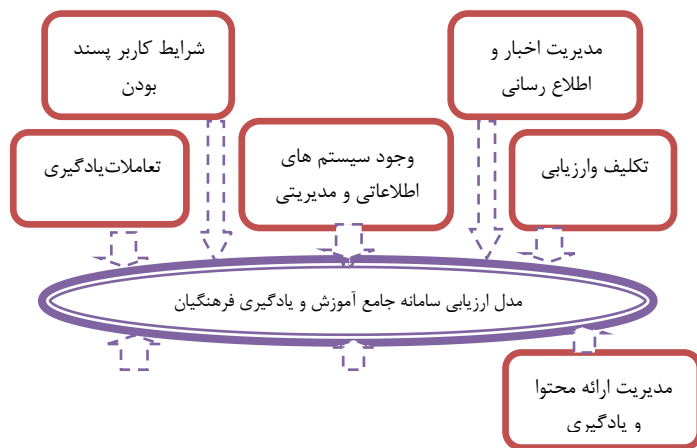 مدیریت اخبار و
اطلاع رسانی
شرایط کاربر پسند
بودن
تکلیف وارزیابی
وجود سیستم های
اطلاعاتی و مدیریتی
تعاملات‌یادگیری
مدل ارزیابی سامانه جامع آموزش و یادگیری فرهنگیان
مدیریت ارائه محتوا
و یادگیری